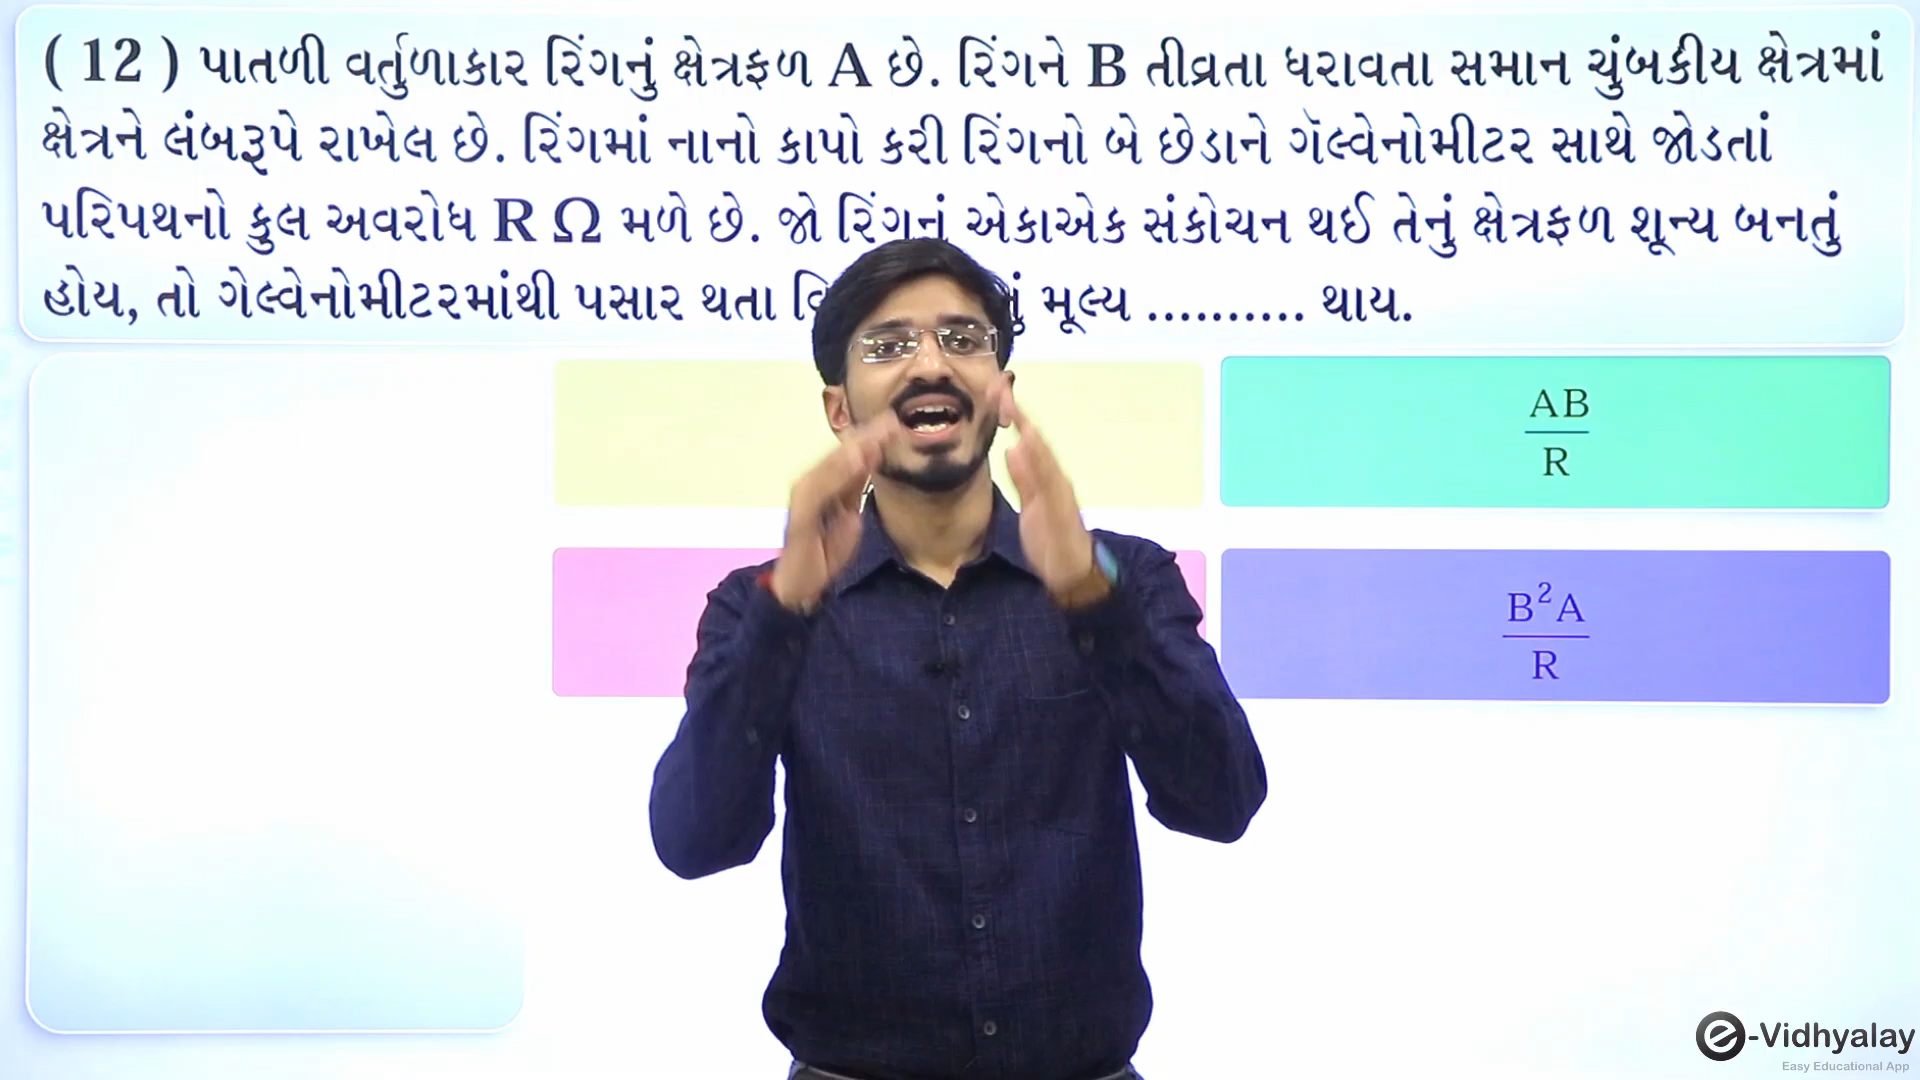 ( 12 ) પાતળી વર્તુળાકાર રિંગનું ક્ષેત્રફળ A છે. રિંગને B તીવ્રતા ધરાવતા સમાન ચુંબકીય ક્ષેત્રમાં
ક્ષેત્રને લંબરૂપે રાખેલ છે. રિંગમાં નાનો કાપો કરી રિંગનો બે છેડાને ગૅલ્વેનોમીટર સાથે જોડતાં
પરિપથનો કુલ અવરોધ R Ω મળે છે. જો રિંગનું એકાએક સંકોચન થઈ તેનું ક્ષેત્રફળ શૂન્ય બનતું
હોય, તો ગેલ્વેનોમીટરમાંથી પસાર થતા મૂલ્ય .......... થાય.
AB
R
B²A
R
e-Vidhyalay
Easy Educational App